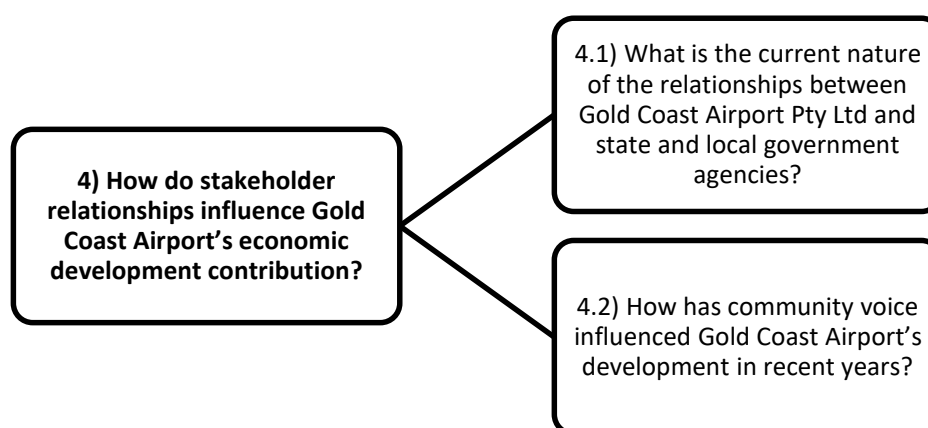 4) How do stakeholder
relationships influence Gold
Coast Airport’s economic
development contribution?
4.1) What is the current nature
of the relationships between
Gold Coast Airport Pty Ltd and
state and local government
agencies?
4.2) How has community voice
influenced Gold Coast Airport’s
development in recent years?